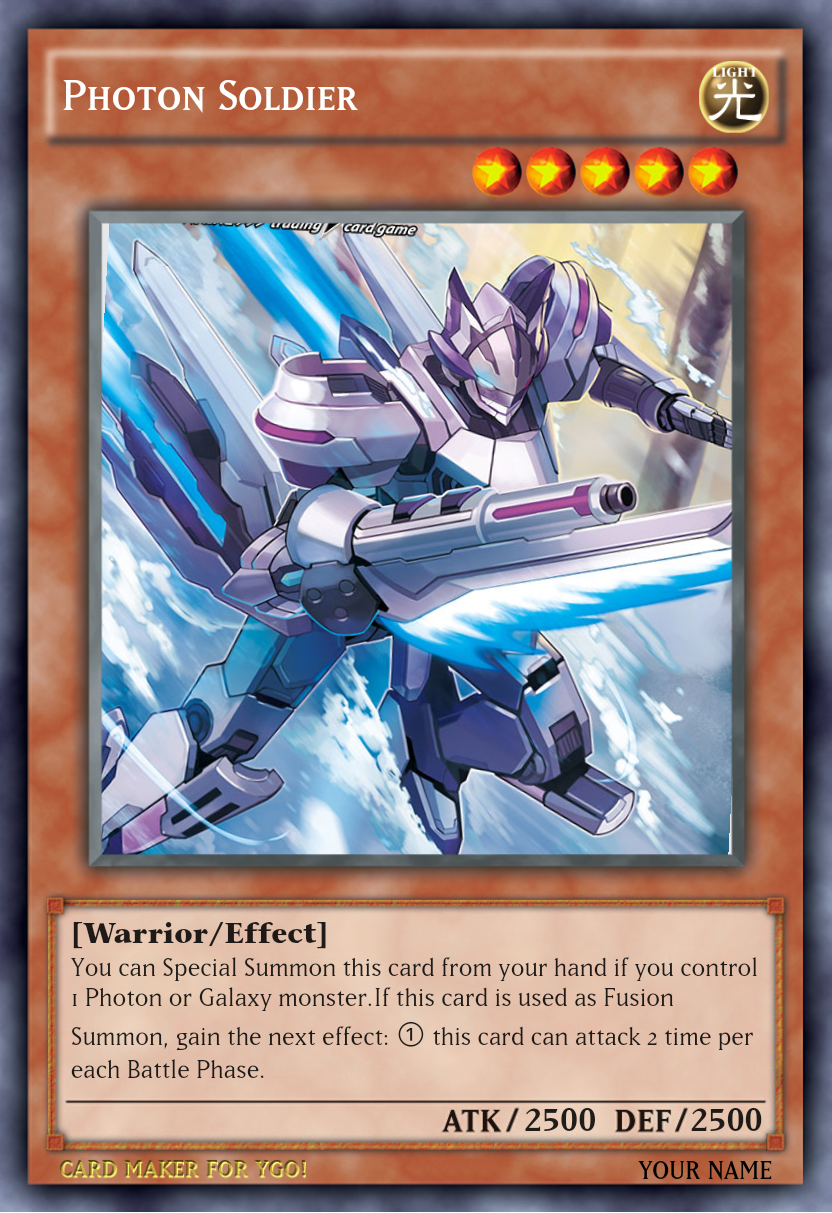 Photon Soldier
LIGHT
光
trading card game
[Warrior/Effect]
You can Special Summon this card from your hand if you control
1 Photon or Galaxy monster.If this card is used as Fusion
Summon, gain the next effect: ① this card can attack 2 time per
each Battle Phase.
ATK/2500 DEF/2500
CARD MAKER FOR YGO! YOUR NAME